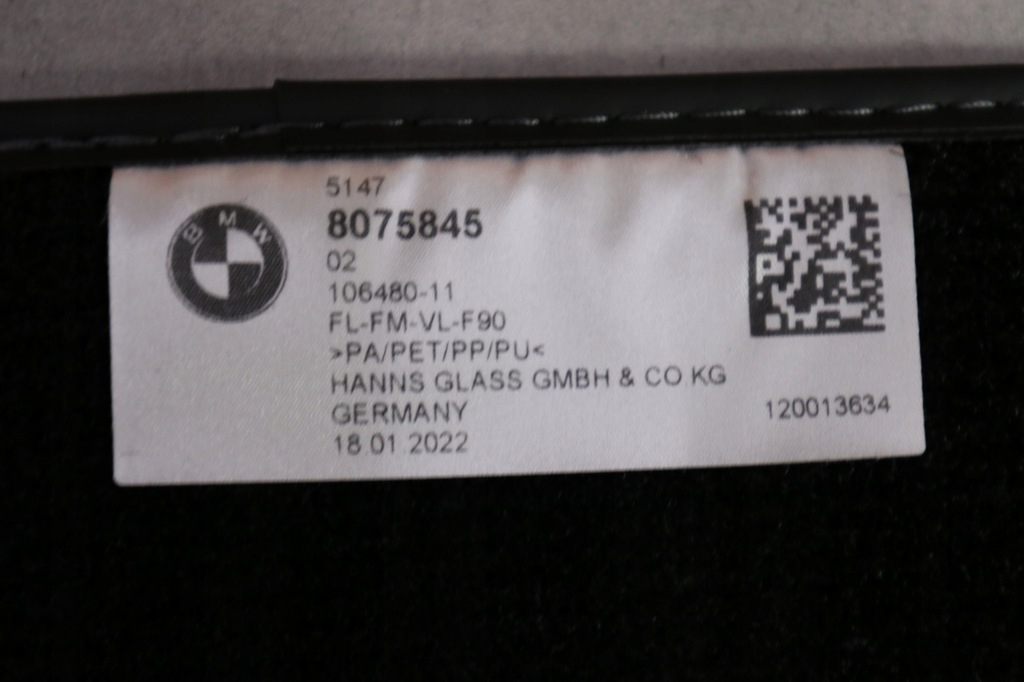 BMW
5147
8075845
02
106480-11
FL-FM-VL-F90
>PA/PET/PP/PU<
HANNS GLASS GMBH & CO KG
GERMANY
120013634
18.01.2022